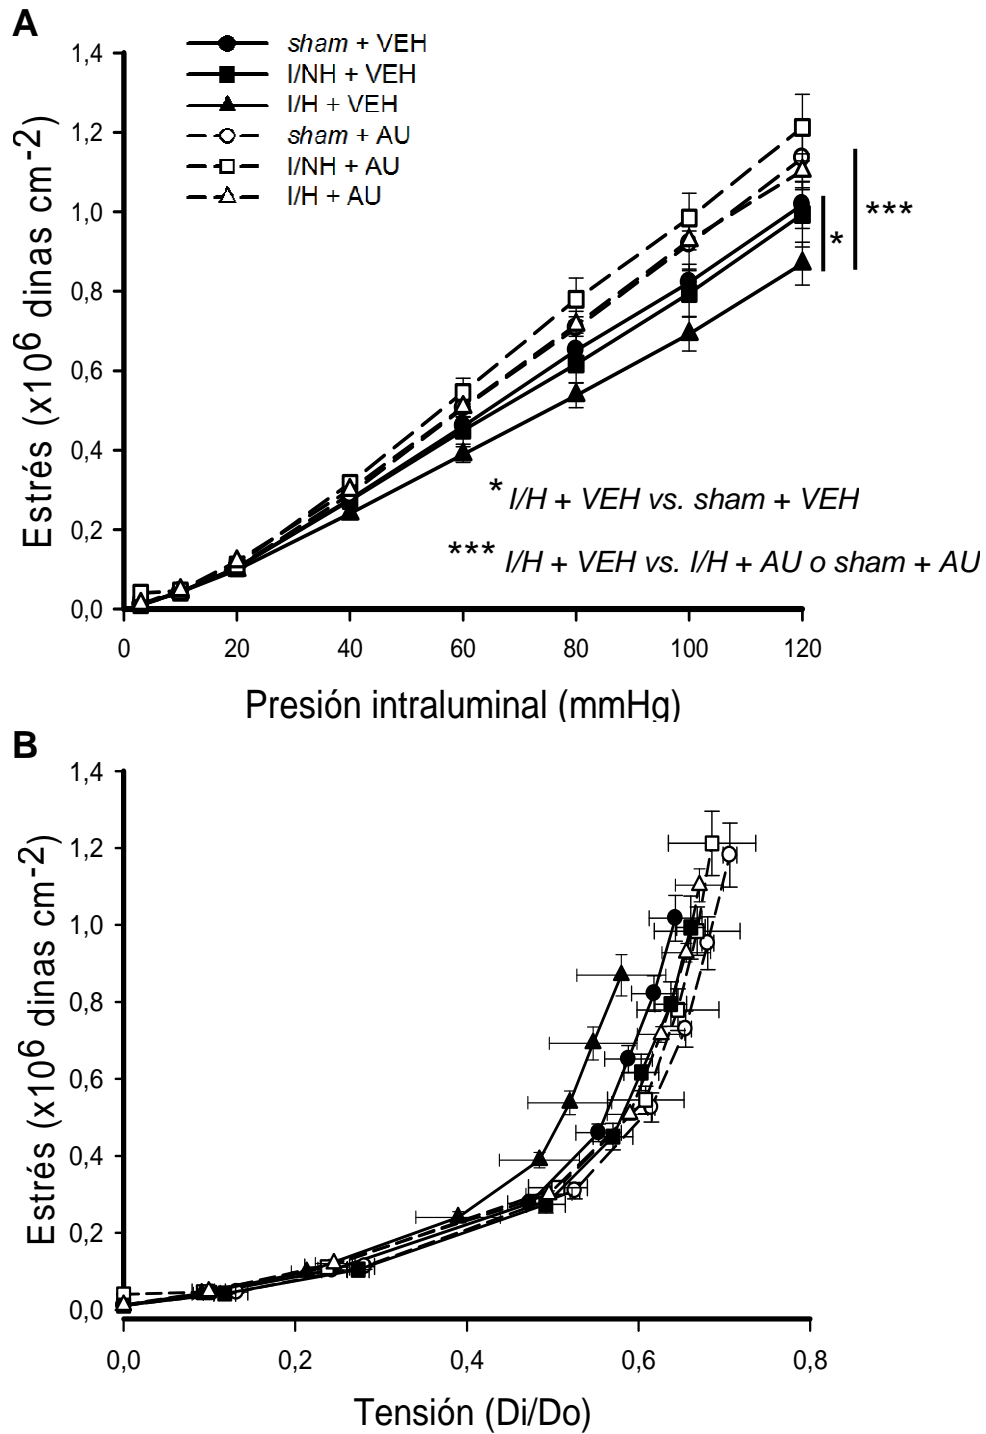 A
sham + VEH
I/NH + VEH
I/H + VEH
sham + AU
I/NH + AU
I/H + AU
1,4
1,2
1,0
0,8
0,6
0,4
0,2
0,0
Estrés (x10⁶ dinas cm⁻²)
***
*
* I/H + VEH vs. sham + VEH
*** I/H + VEH vs. I/H + AU o sham + AU
0 20 40 60 80 100 120
Presión intraluminal (mmHg)
B
1,4
1,2
1,0
0,8
0,6
0,4
0,2
0,0
Estrés (x10⁶ dinas cm⁻²)
0,0 0,2 0,4 0,6 0,8
Tensión (Di/Do)